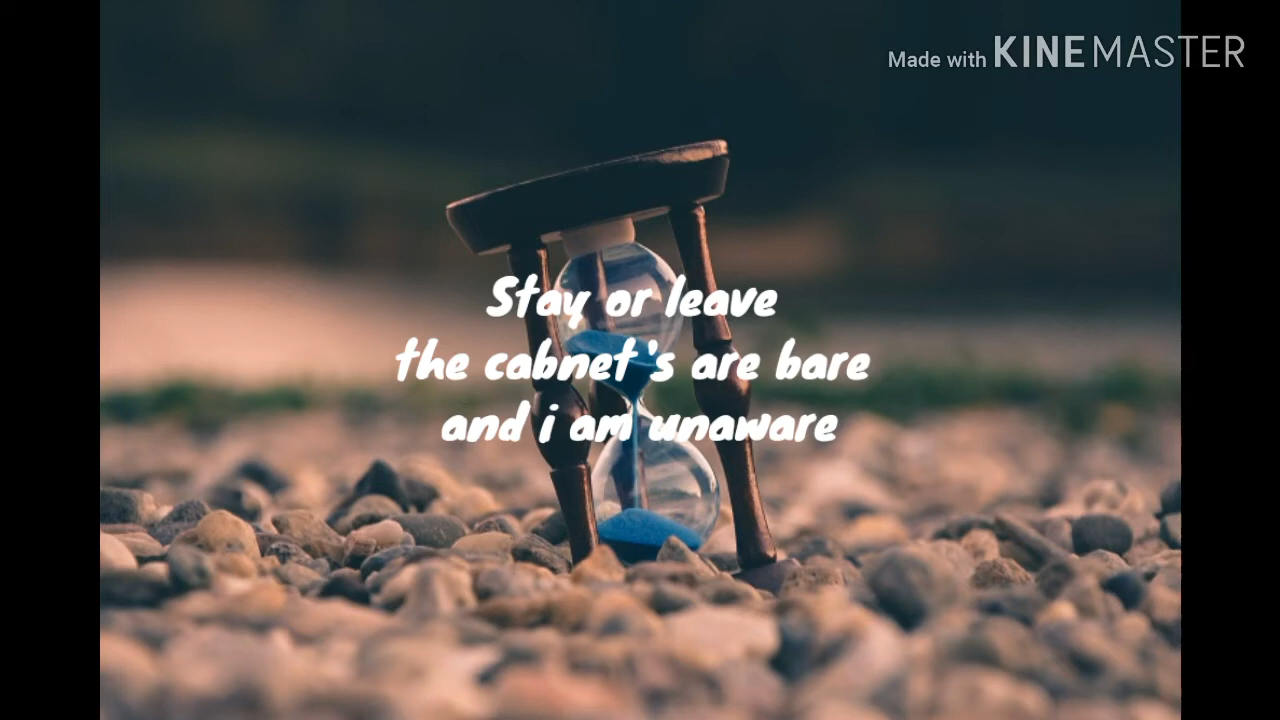 Made with KINEMASTER
Stay or leave
the cabnet 's are bare
and i am unaware